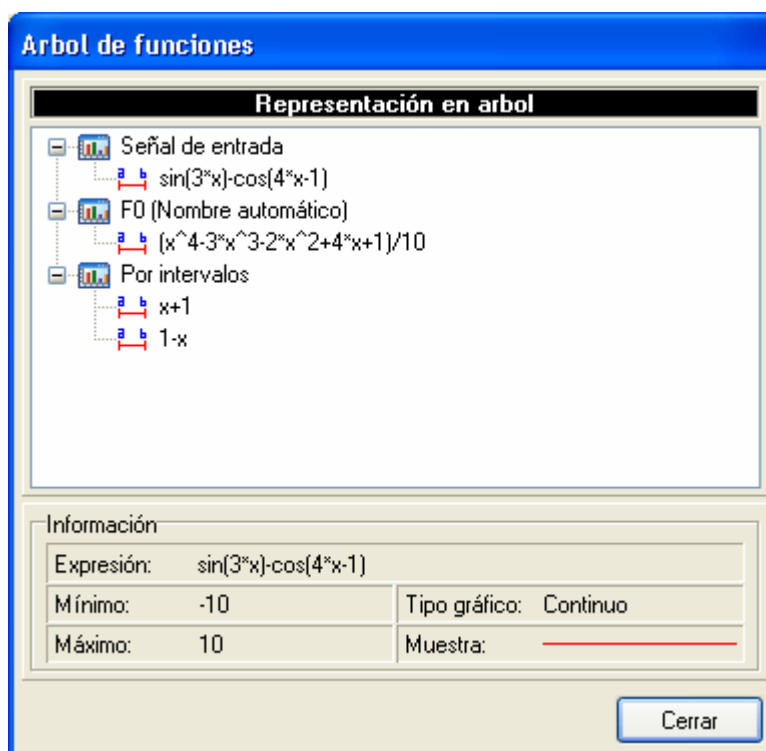 Arbol de funciones
Representación en arbol
Señal de entrada
a b sin(3*x)-cos(4*x-1)
F0 (Nombre automático)
a b (x^4-3*x^3-2*x^2+4*x+1)/10
Por intervalos
a b x+1
a b 1-x
Información
Expresión: sin(3*x)-cos(4*x-1)
Mínimo: -10 Tipo gráfico: Continuo
Máximo: 10 Muestra:
Cerrar